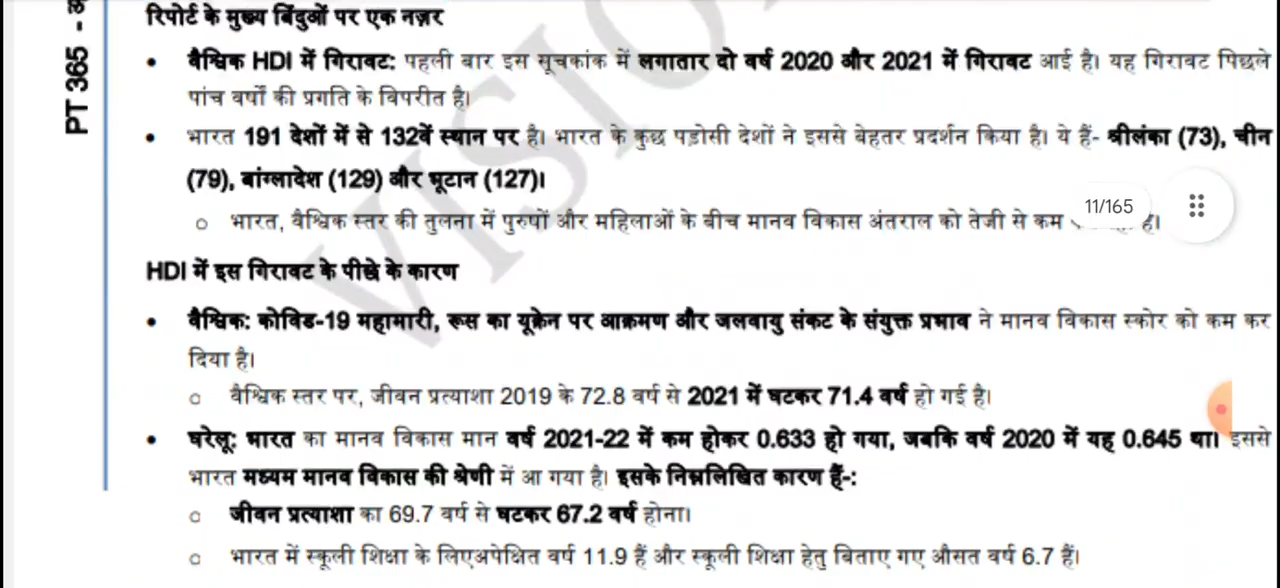 PT 365 -
रिपोर्ट के मुख्य बिंदुओं पर एक नज़र
• वैश्विक HDI में गिरावट: पहली बार इस सूचकांक में लगातार दो वर्ष 2020 और 2021 में गिरावट आई है। यह गिरावट पिछले
पांच वर्षों की प्रगति के विपरीत है।
• भारत 191 देशों में से 132वें स्थान पर है। भारत के कुछ पड़ोसी देशों ने इससे बेहतर प्रदर्शन किया है। ये हैं- श्रीलंका (73), चीन
(79), बांग्लादेश (129) और भूटान (127)।
11/165
o भारत, वैश्विक स्तर की तुलना में पुरुषों और महिलाओं के बीच मानव विकास अंतराल को तेजी से कम है।
HDI में इस गिरावट के पीछे के कारण
• वैश्विक: कोविड-19 महामारी, रूस का यूक्रेन पर आक्रमण और जलवायु संकट के संयुक्त प्रभाव ने मानव विकास स्कोर को कम कर
दिया है।
o वैश्विक स्तर पर, जीवन प्रत्याशा 2019 के 72.8 वर्ष से 2021 में घटकर 71.4 वर्ष हो गई है।
• घरेलू: भारत का मानव विकास मान वर्ष 2021-22 में कम होकर 0.633 हो गया, जबकि वर्ष 2020 में यह 0.645 था। इससे
भारत मध्यम मानव विकास की श्रेणी में आ गया है। इसके निम्नलिखित कारण हैं-:
o जीवन प्रत्याशा का 69.7 वर्ष से घटकर 67.2 वर्ष होना।
o भारत में स्कूली शिक्षा के लिएअपेक्षित वर्ष 11.9 हैं और स्कूली शिक्षा हेतु बिताए गए औसत वर्ष 6.7 हैं।